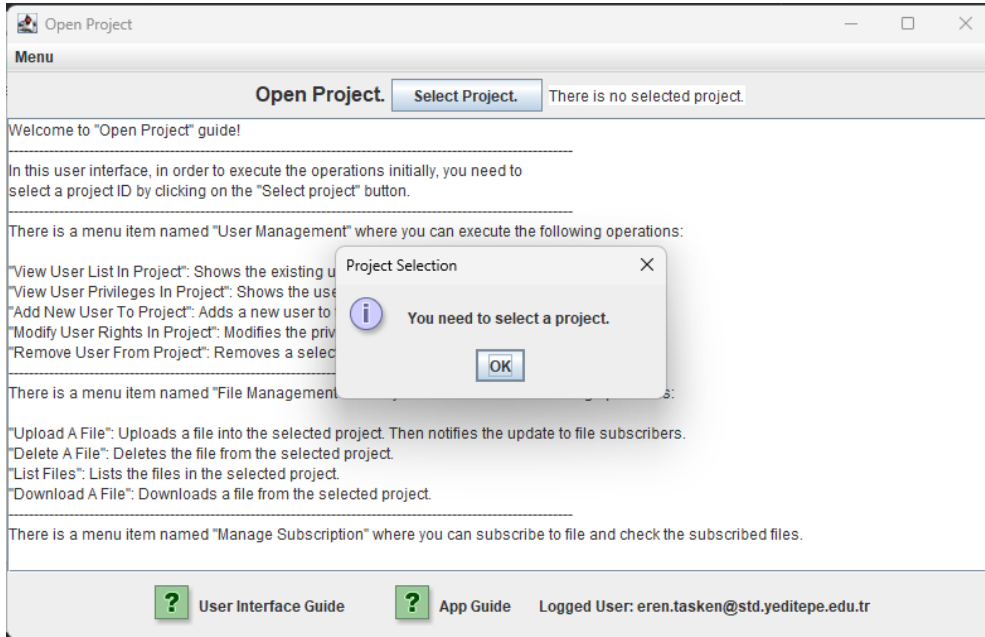 Open Project
Menu
Open Project. Select Project. There is no selected project.
Welcome to "Open Project" guide!
In this user interface, in order to execute the operations initially, you need to
select a project ID by clicking on the "Select project" button.
There is a menu item named "User Management" where you can execute the following operations:
"View User List In Project": Shows the existing u
"View User Privileges In Project": Shows the use
"Add New User To Project": Adds a new user to
"Modify User Rights In Project": Modifies the priv
"Remove User From Project": Removes a selec
Project Selection
You need to select a project.
OK
There is a menu item named "File Management
"Upload A File": Uploads a file into the selected project. Then notifies the update to file subscribers.
"Delete A File": Deletes the file from the selected project.
"List Files": Lists the files in the selected project.
"Download A File": Downloads a file from the selected project.
There is a menu item named "Manage Subscription" where you can subscribe to file and check the subscribed files.
? User Interface Guide ? App Guide Logged User: eren.tasken@std.yeditepe.edu.tr